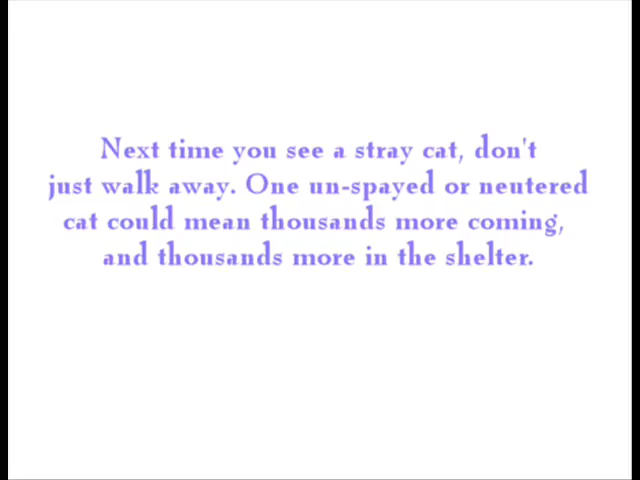 Next time you see a stray cat, don't
just walk away. One un-spayed or neutered
cat could mean thousands more coming,
and thousands more in the shelter.